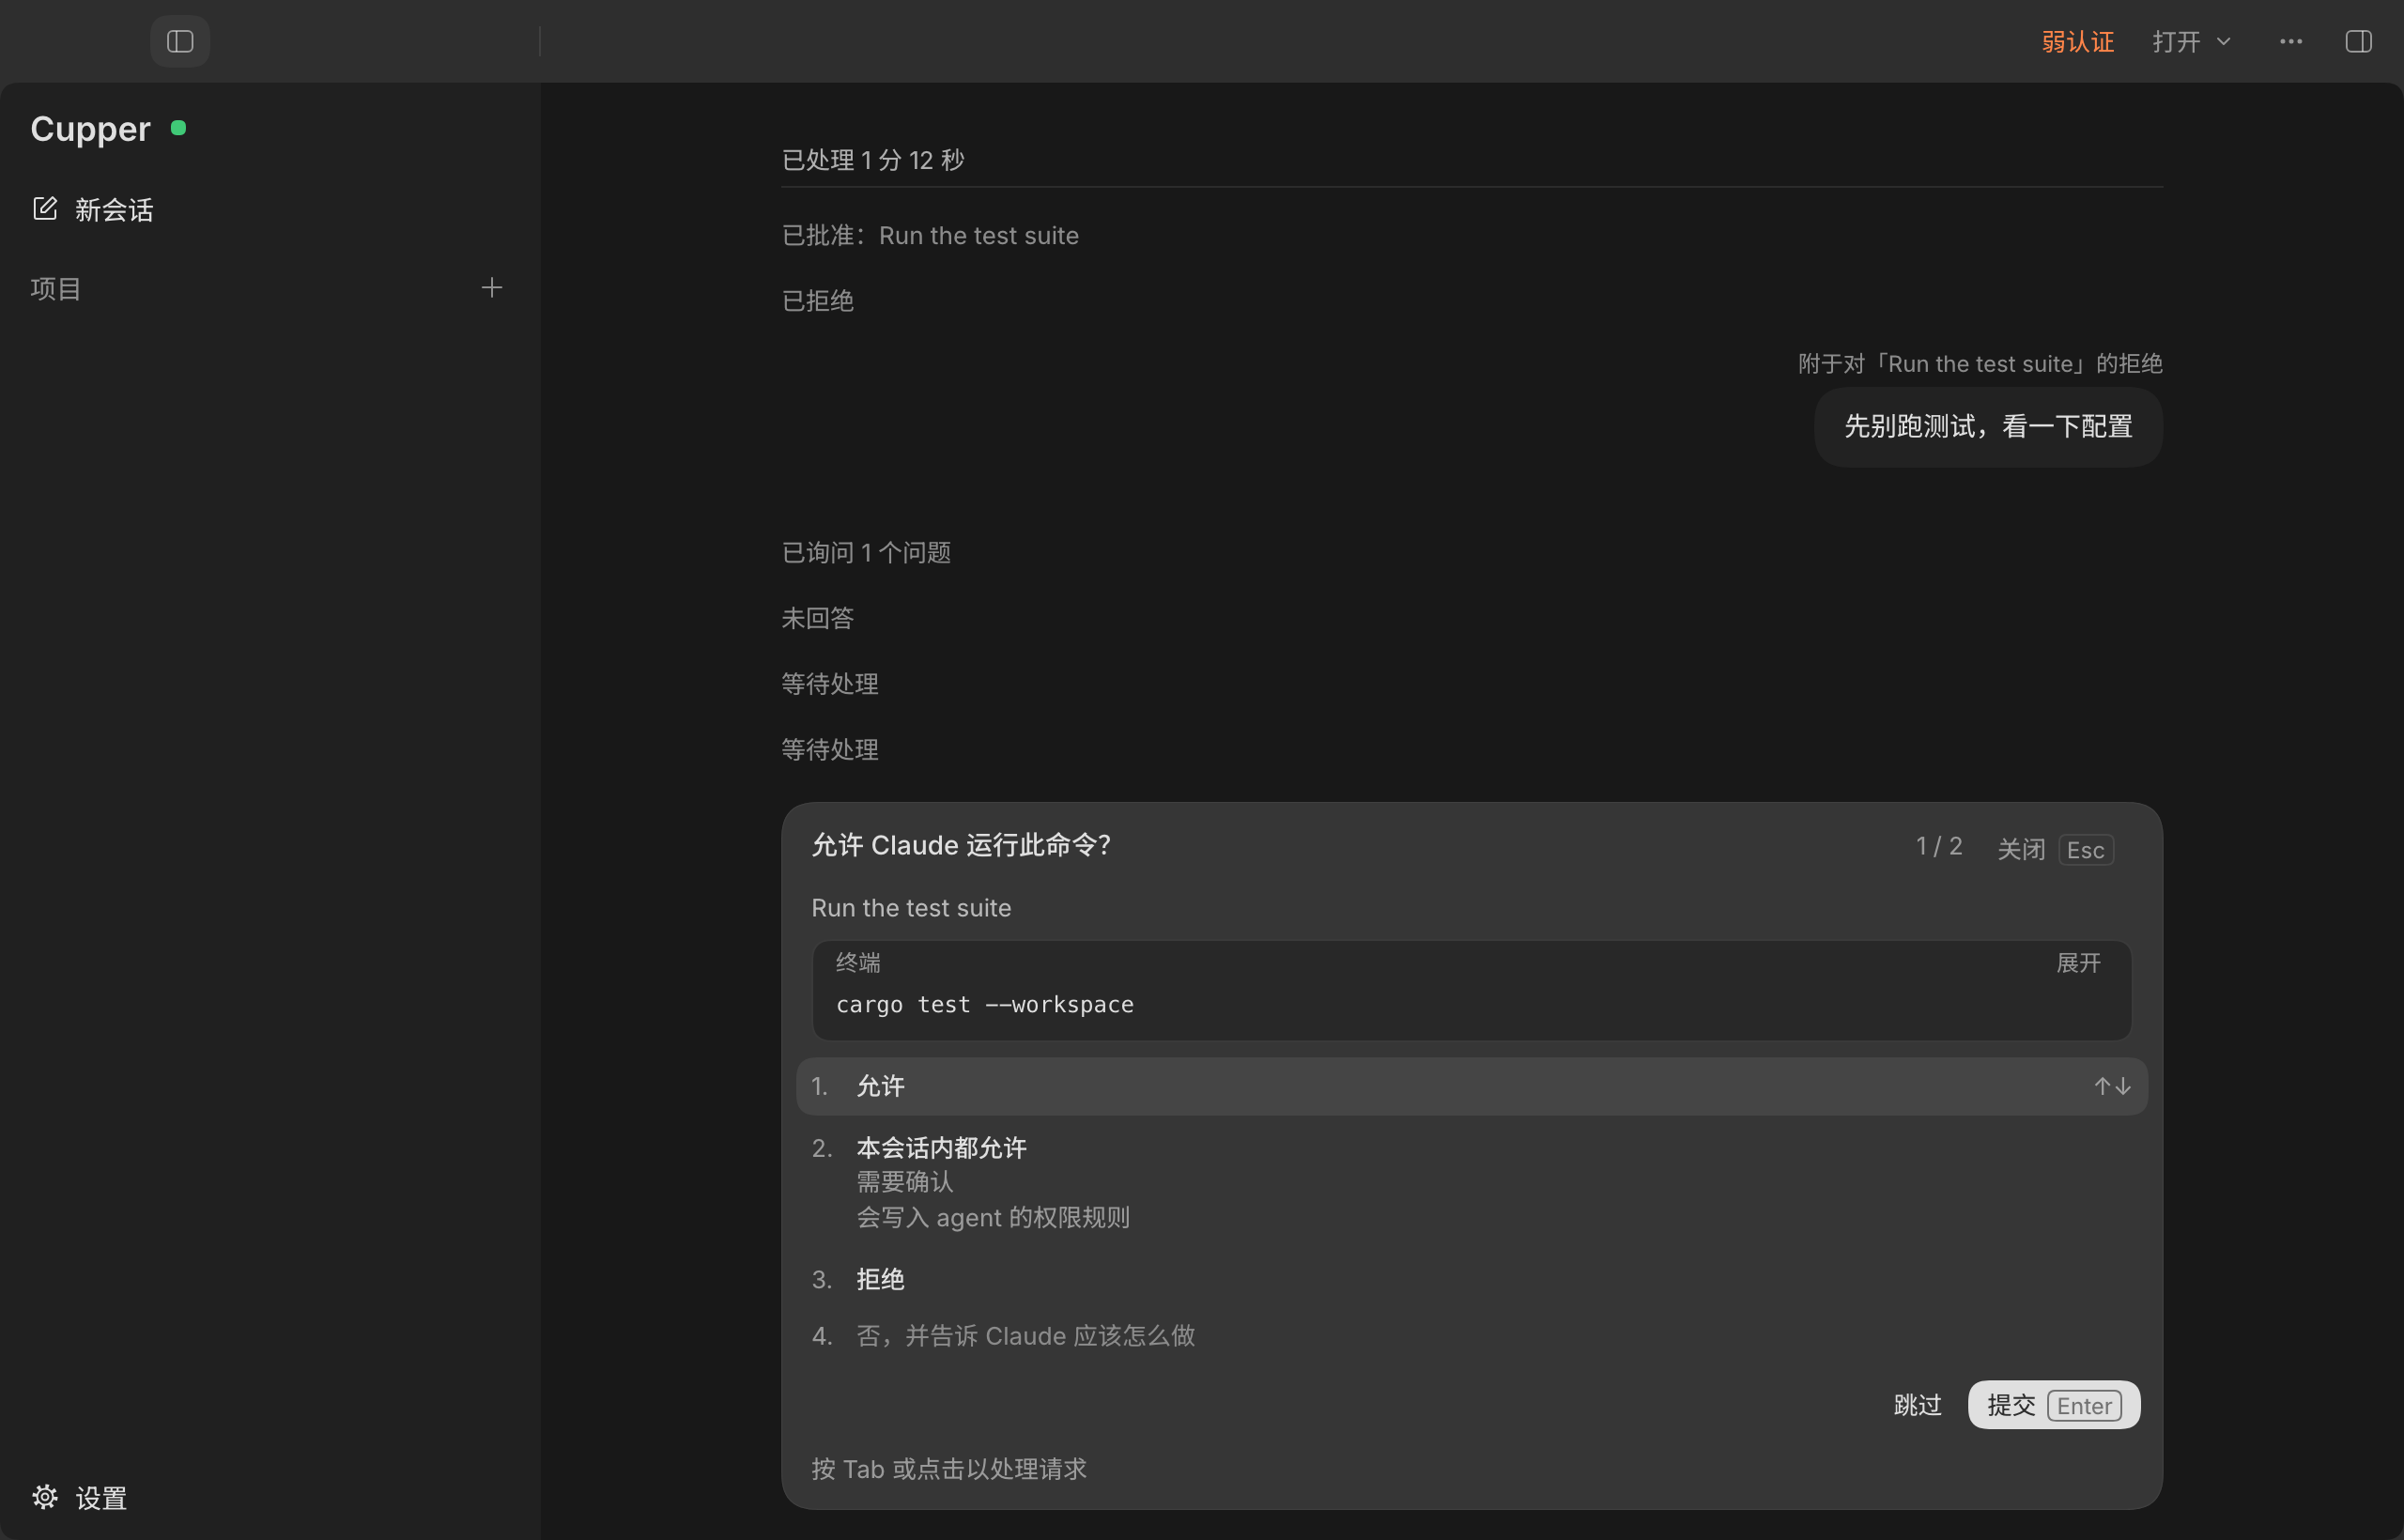 弱认证
打开
Cupper
新会话
项目
已处理 1 分 12 秒
已批准：Run the test suite
已拒绝
附于对「Run the test suite」的拒绝
先别跑测试，看一下配置
已询问 1 个问题
未回答
等待处理
等待处理
允许 Claude 运行此命令？
1 / 2
关闭 Esc
Run the test suite
终端
展开
cargo test --workspace
1. 允许 ↑↓
2. 本会话内都允许
需要确认
会写入 agent 的权限规则
3. 拒绝
4. 否，并告诉 Claude 应该怎么做
跳过
提交 Enter
按 Tab 或点击以处理请求
设置